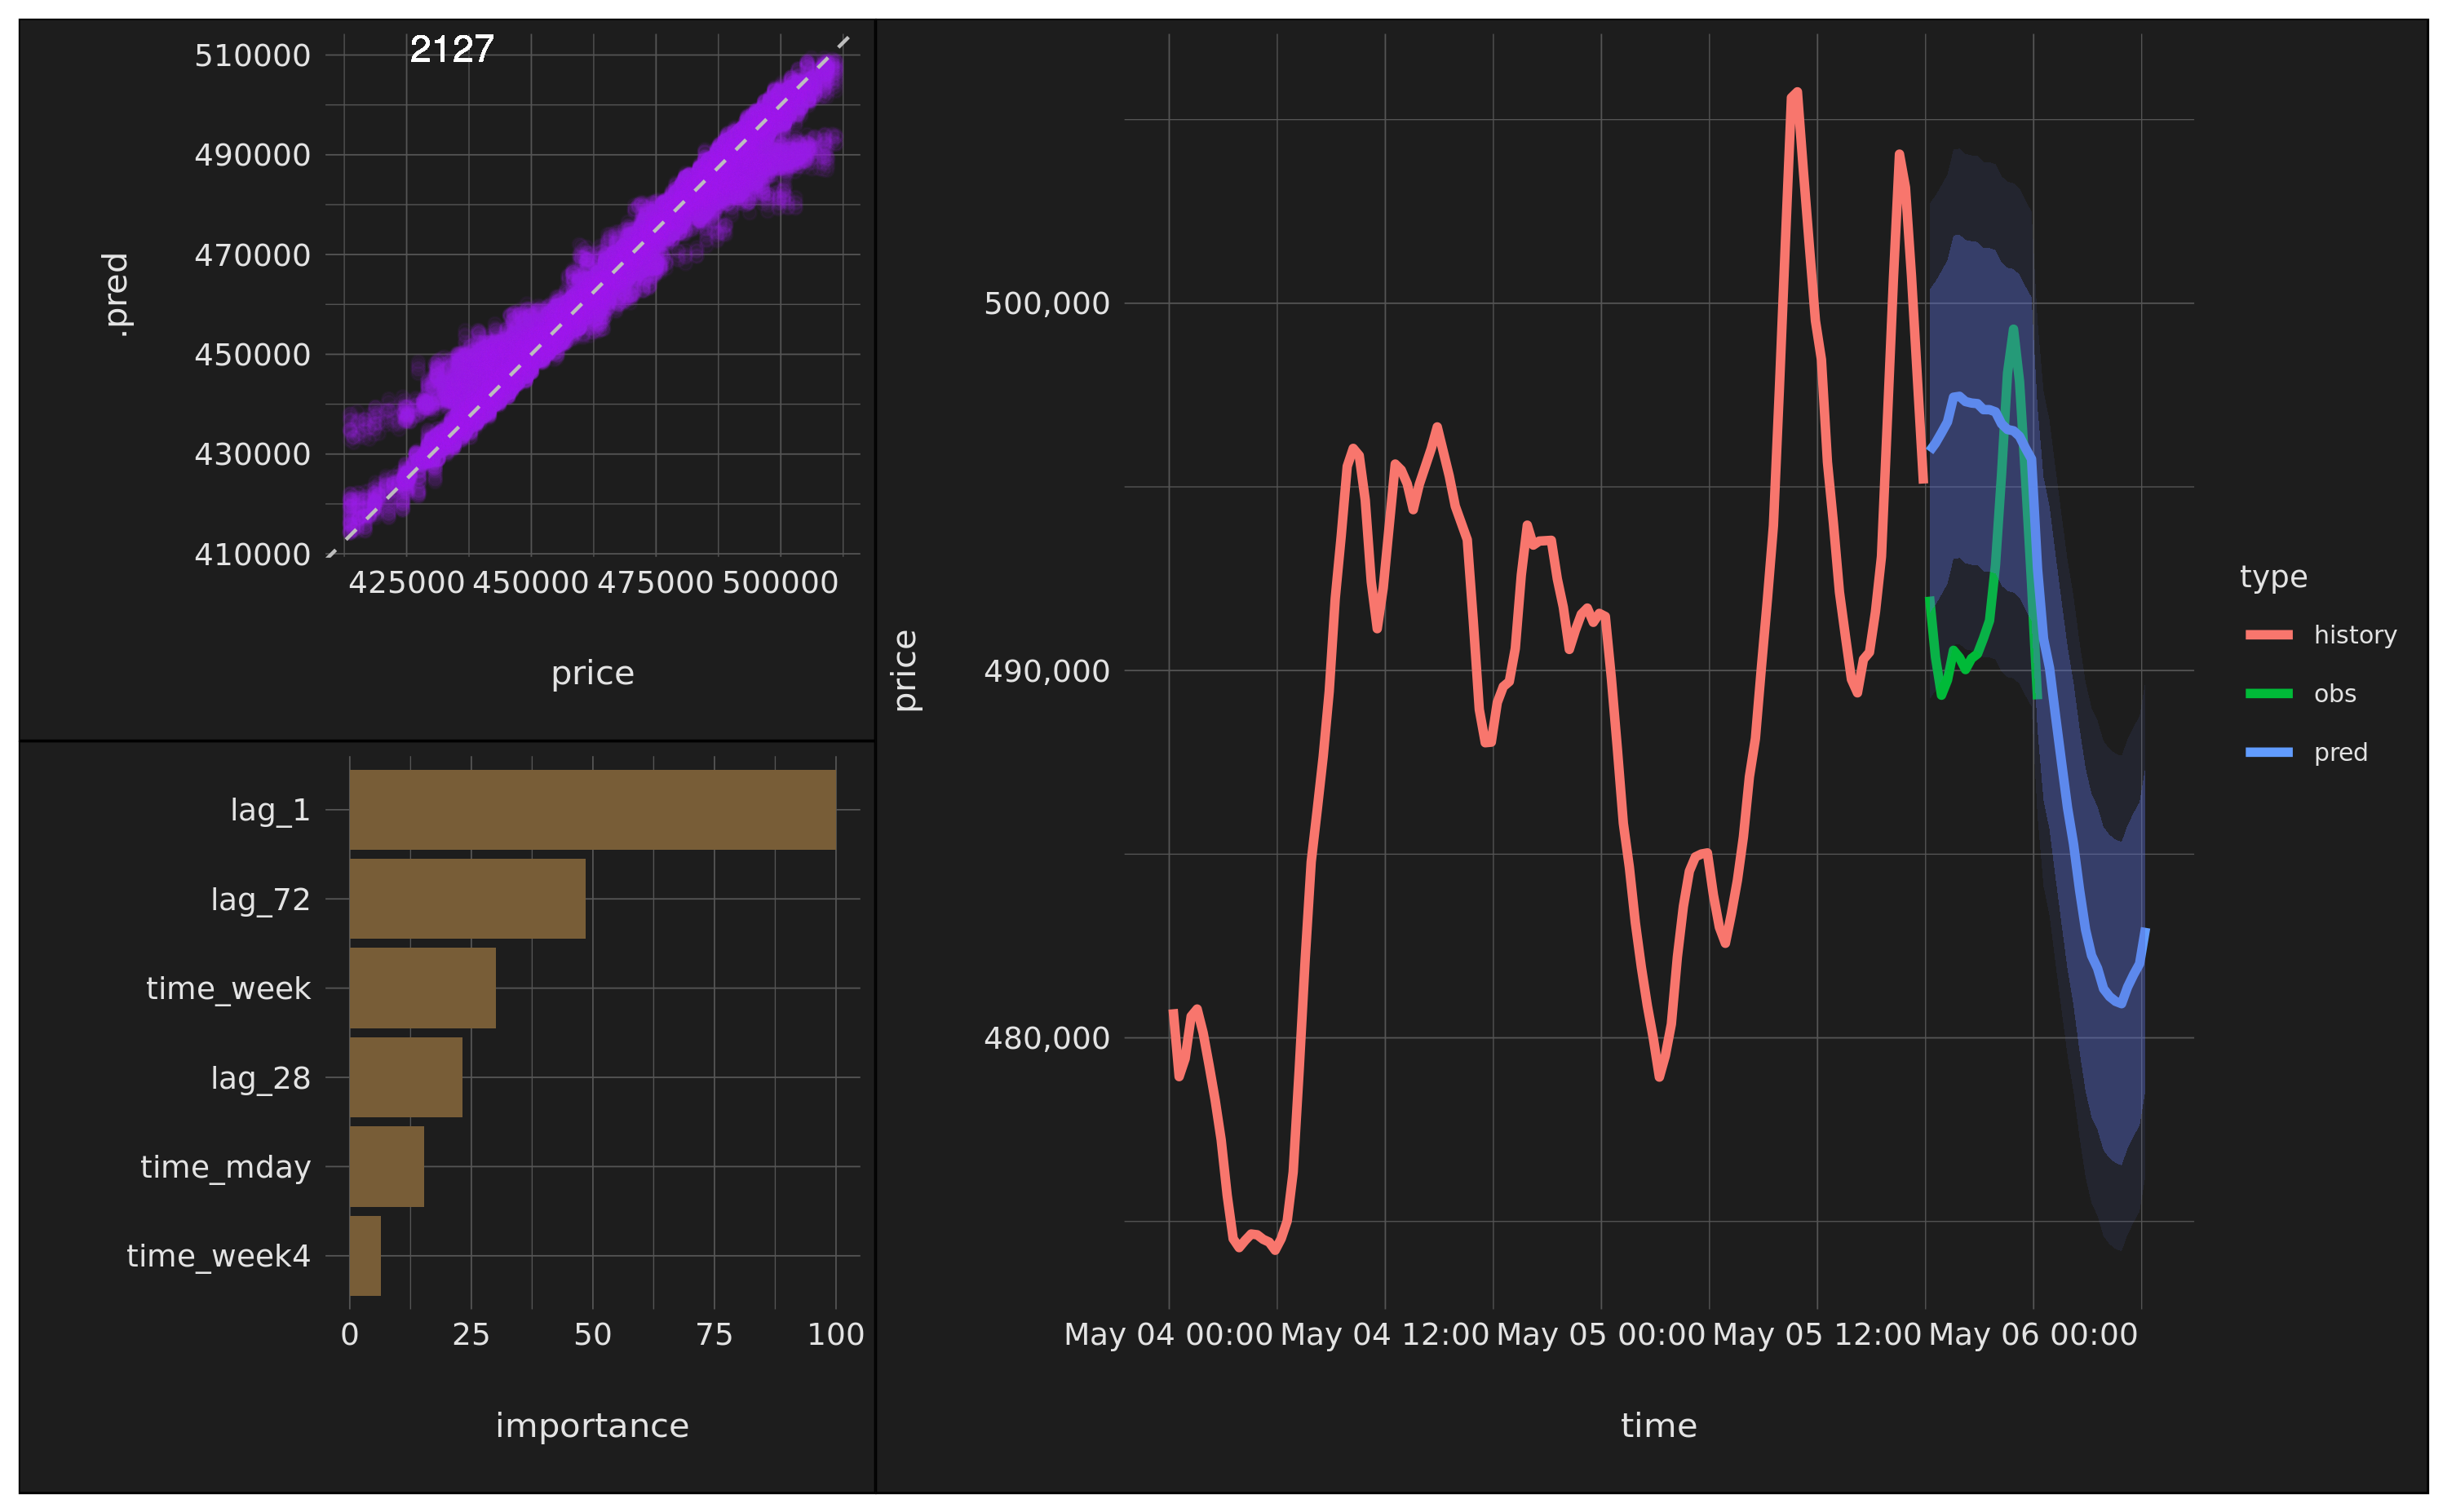 2127
510000
490000
470000
450000
430000
410000
.pred
425000 450000 475000 500000
price
lag_1
lag_72
time_week
lag_28
time_mday
time_week4
0 25 50 75 100
importance
500,000
490,000
480,000
price
May 04 00:00 May 04 12:00 May 05 00:00 May 05 12:00 May 06 00:00
time
type
history
obs
pred